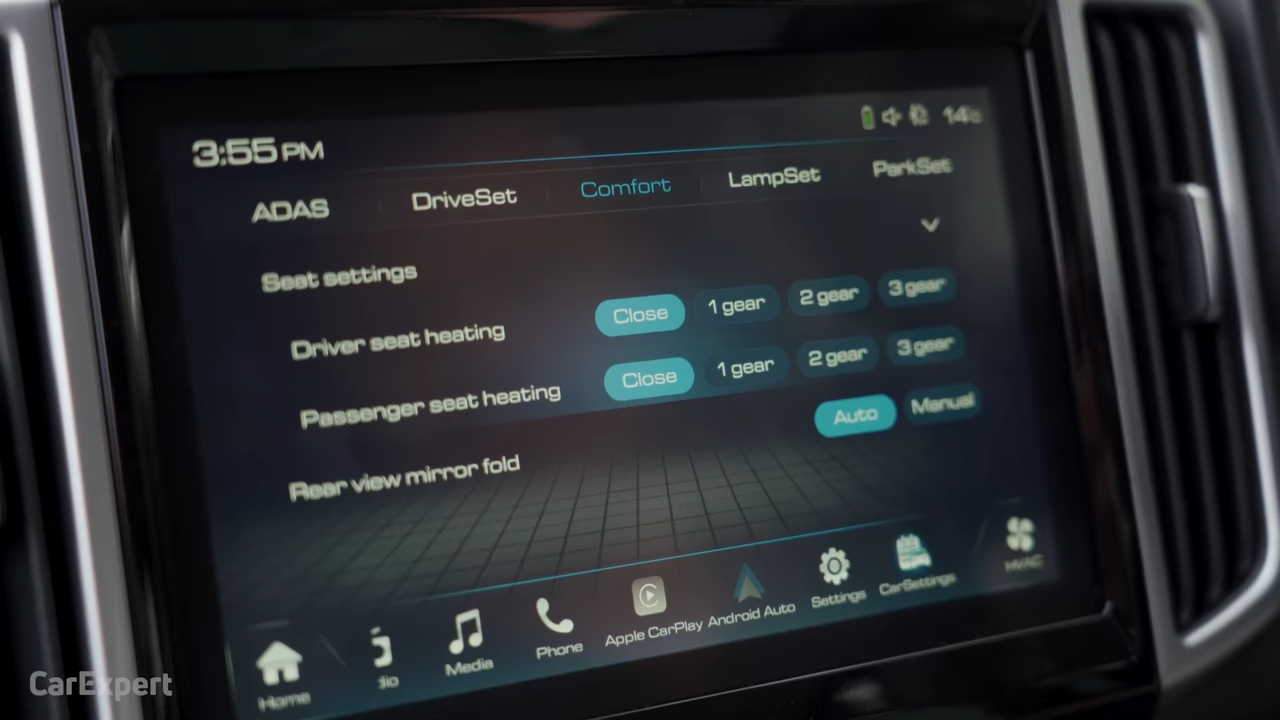 3:55 PM 14°C
ADAS DriveSet Comfort LampSet ParkSet
Seat settings
Driver seat heating Close 1 gear 2 gear 3 gear
Passenger seat heating Close 1 gear 2 gear 3 gear
Rear view mirror fold Auto Manual
Home dio Media Phone Apple CarPlay Android Auto Settings CarSettings HVAC
CarExpert